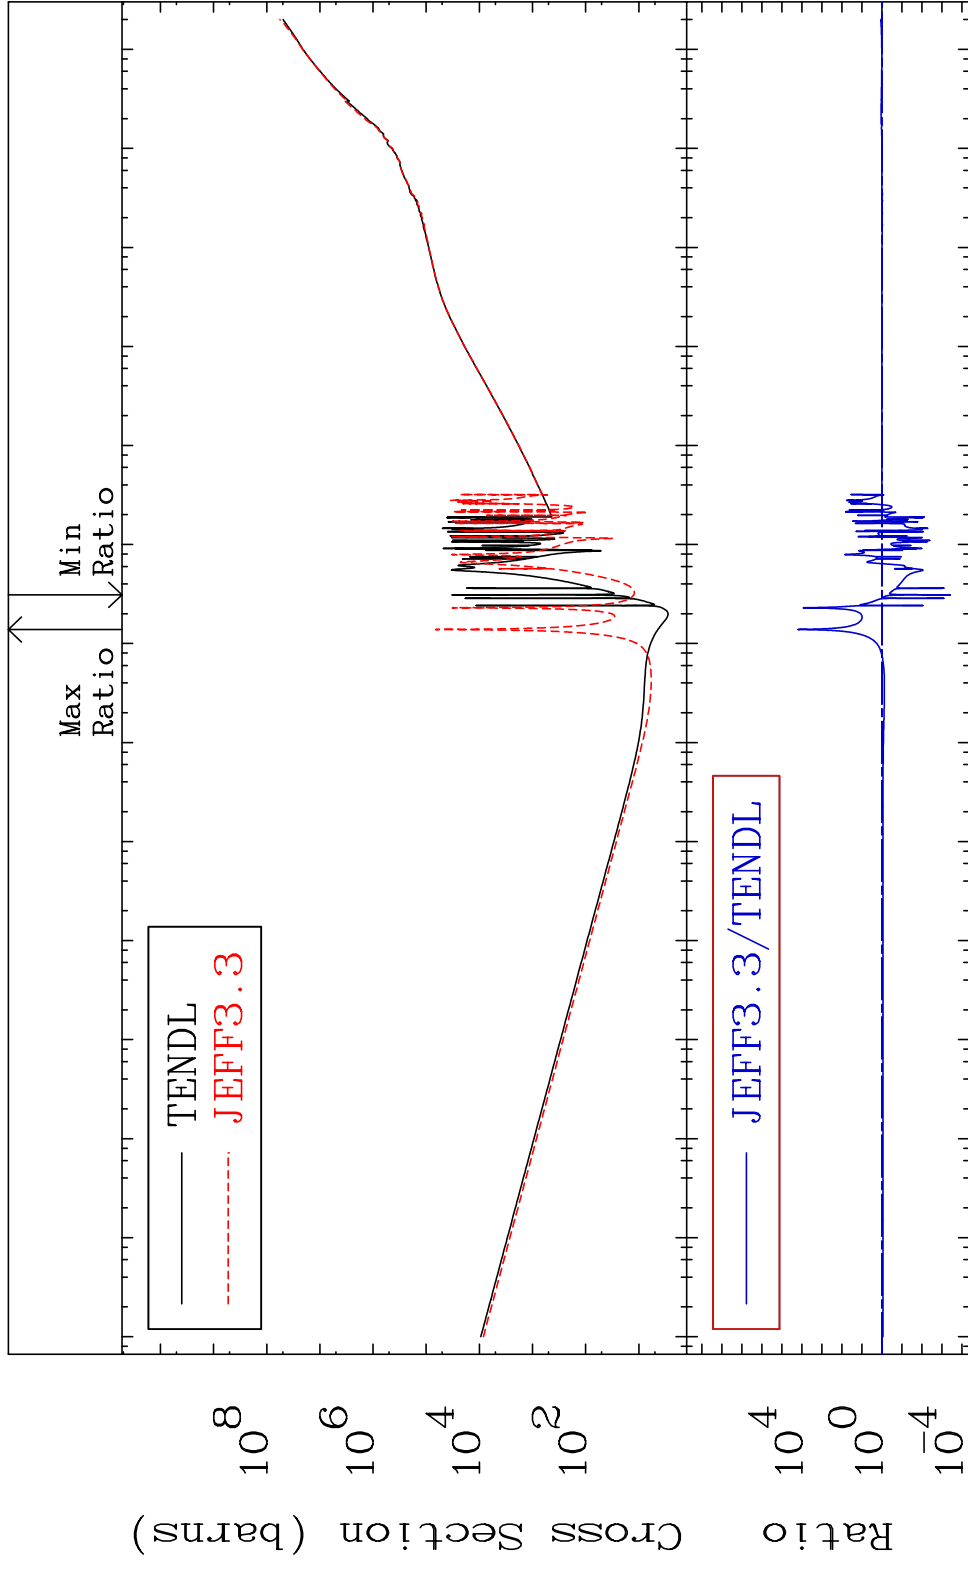 Max
Ratio
Min
Ratio
TENDL
JEFF3.3
10^8
10^6
10^4
10^2
Cross Section (barns)
JEFF3.3/TENDL
10^4
10^0
10^-4
Ratio